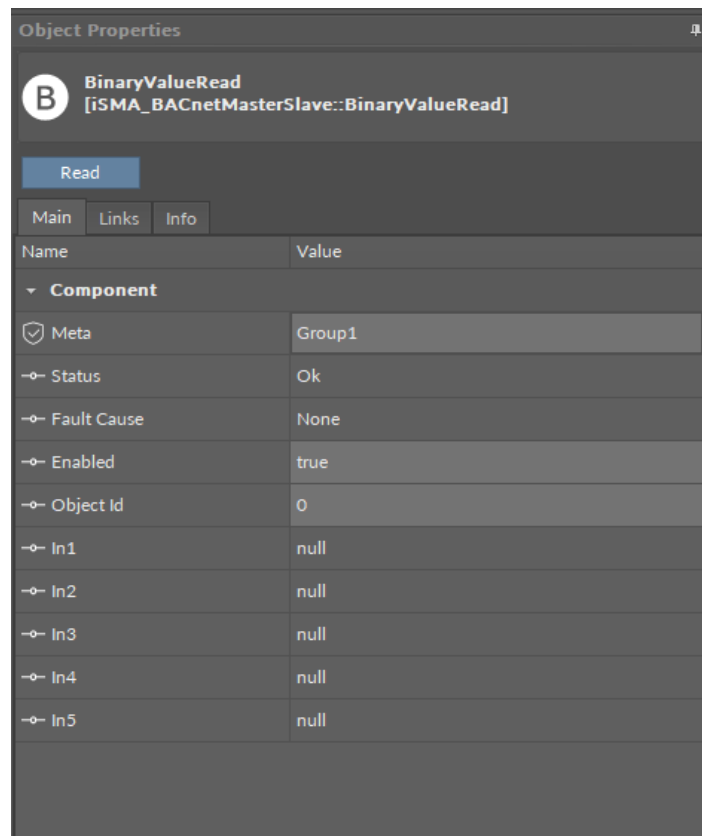 Object Properties
B
BinaryValueRead
[iSMA_BACnetMasterSlave::BinaryValueRead]
Read
Main Links Info
Name Value
Component
Meta Group1
Status Ok
Fault Cause None
Enabled true
Object Id 0
In1 null
In2 null
In3 null
In4 null
In5 null